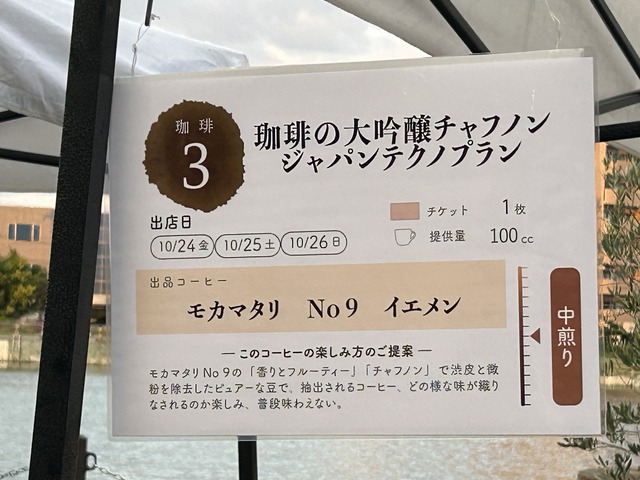 珈琲
3
珈琲の大吟醸チャフノン
ジャパンテクノプラン
出店日
10/24金 10/25土 10/26日
チケット 1枚
提供量 100cc
出品コーヒー
モカマタリ No9 イエメン
中煎り
― このコーヒーの楽しみ方のご提案 ―
モカマタリNo9の「香りとフルーティー」「チャフノン」で渋皮と微
粉を除去したピュアーな豆で、抽出されるコーヒー、どの様な味が織り
なされるのか楽しみ、普段味わえない。